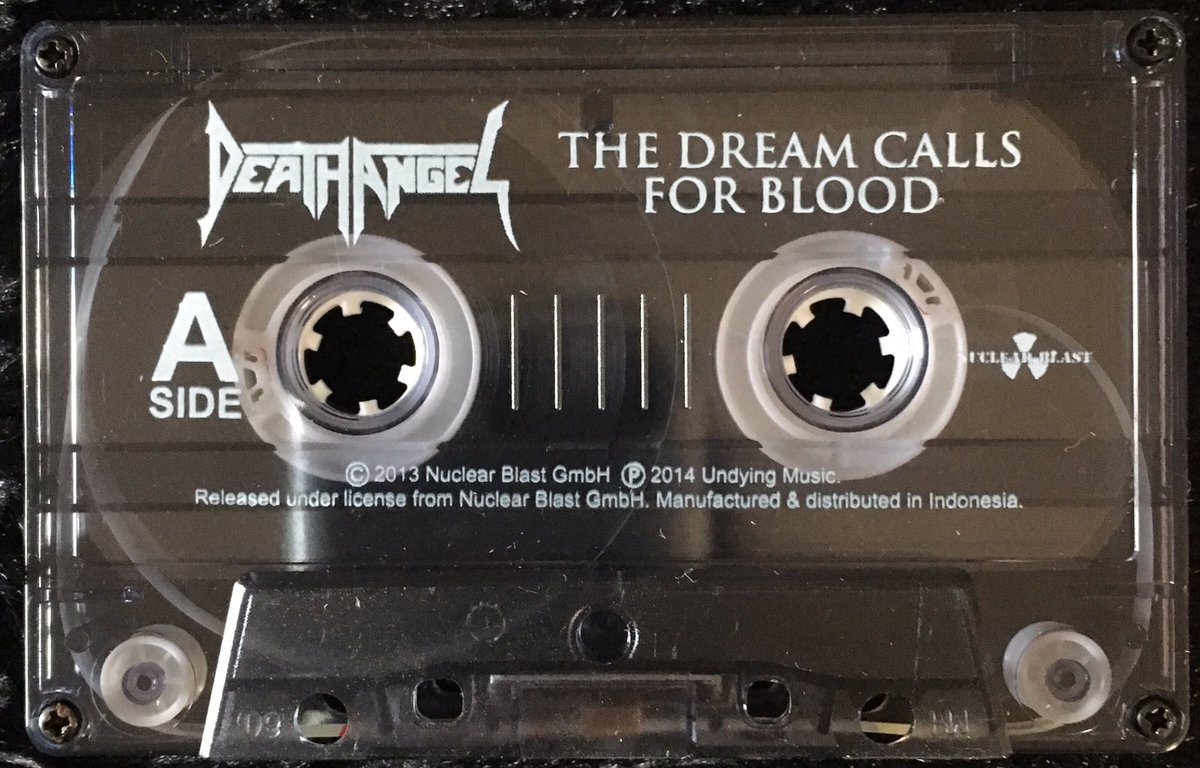 DEATH ANGEL
THE DREAM CALLS
FOR BLOOD
A
SIDE
NUCLEAR BLAST
© 2013 Nuclear Blast GmbH ℗ 2014 Undying Music.
Released under license from Nuclear Blast GmbH. Manufactured & distributed in Indonesia.